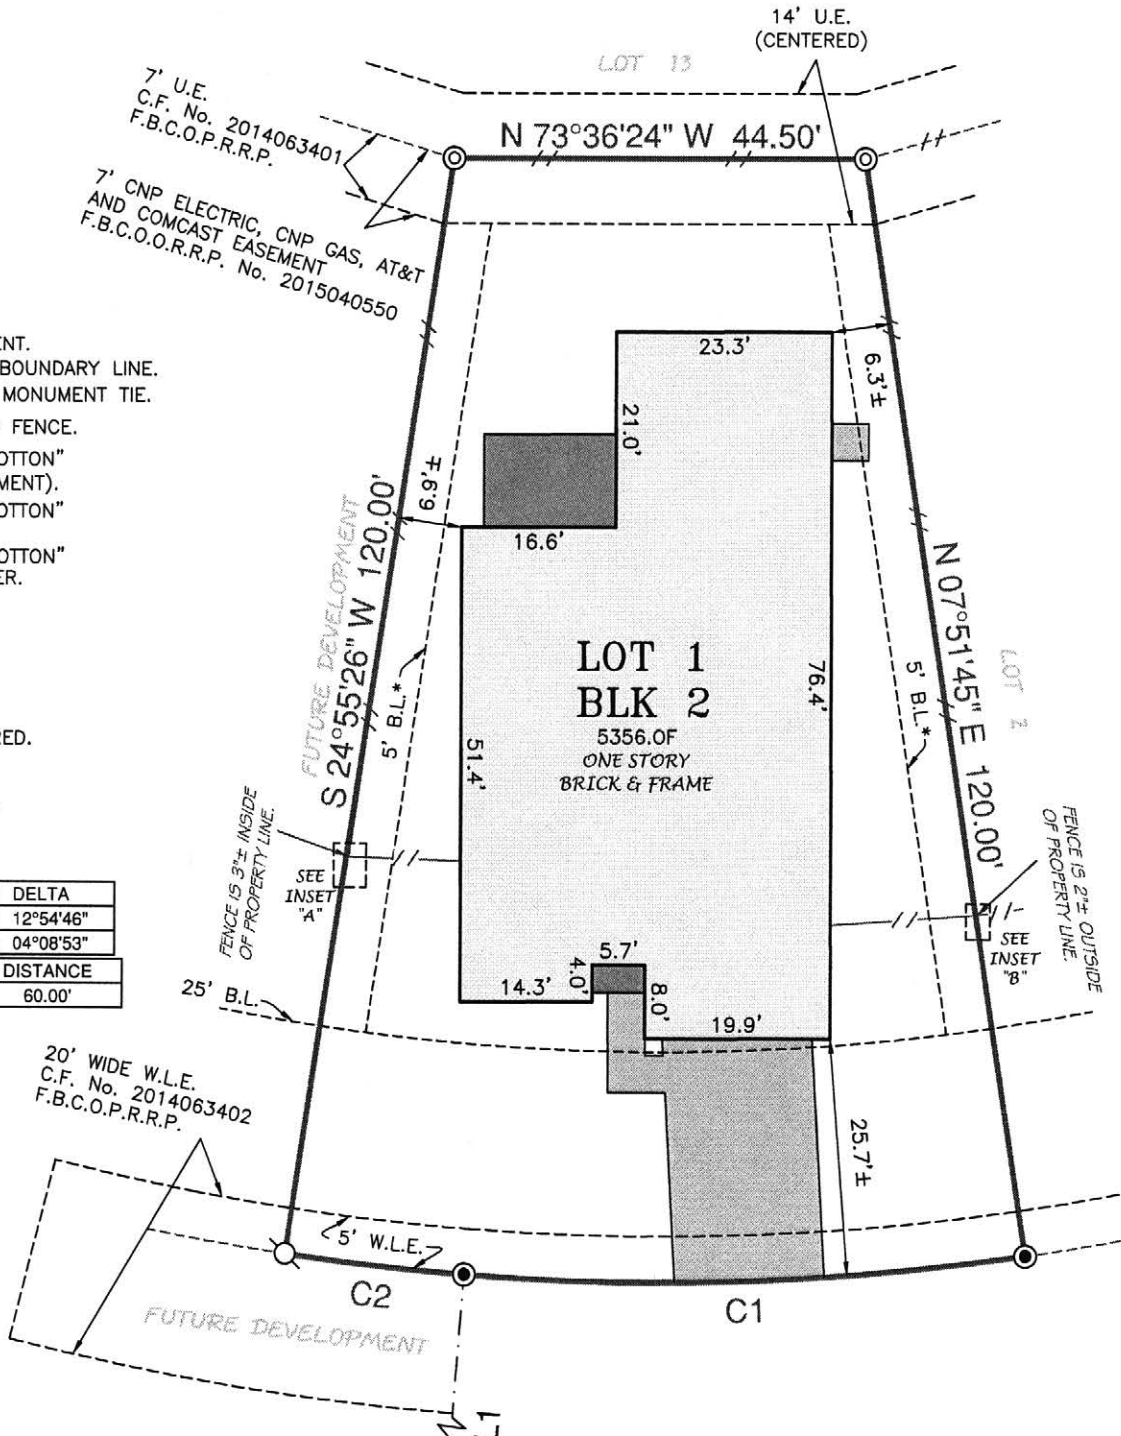 14' U.E.
(CENTERED)
LOT 13
7' U.E.
C.F. No. 2014063401
F.B.C.O.P.R.R.P.
N 73°36'24" W 44.50'
7' CNP ELECTRIC, CNP GAS, AT&T
AND COMCAST EASEMENT
F.B.C.O.O.R.R.P. No. 2015040550
ENT.
BOUNDARY LINE.
MONUMENT TIE.
FENCE.
OTTON"
MENT).
OTTON"
OTTON"
ER.
RED.
23.3'
6.3'±
21.0'
6.9'±
16.6'
FUTURE DEVELOPMENT
S 24°55'26" W 120.00'
5' B.L.*
LOT 1
BLK 2
5356.0F
ONE STORY
BRICK & FRAME
76.4'
51.4'
5' B.L.*
N 07°51'45" E 120.00'
LOT 2
FENCE IS 3"± INSIDE
OF PROPERTY LINE.
SEE
INSET
"A"
FENCE IS 2"± OUTSIDE
OF PROPERTY LINE.
SEE
INSET
"B"
DELTA
12°54'46"
04°08'53"
DISTANCE
60.00'
5.7'
4.0'
14.3'
8.0'
19.9'
25' B.L.
25.7'±
20' WIDE W.L.E.
C.F. No. 2014063402
F.B.C.O.P.R.R.P.
5' W.L.E.
C2
C1
FUTURE DEVELOPMENT